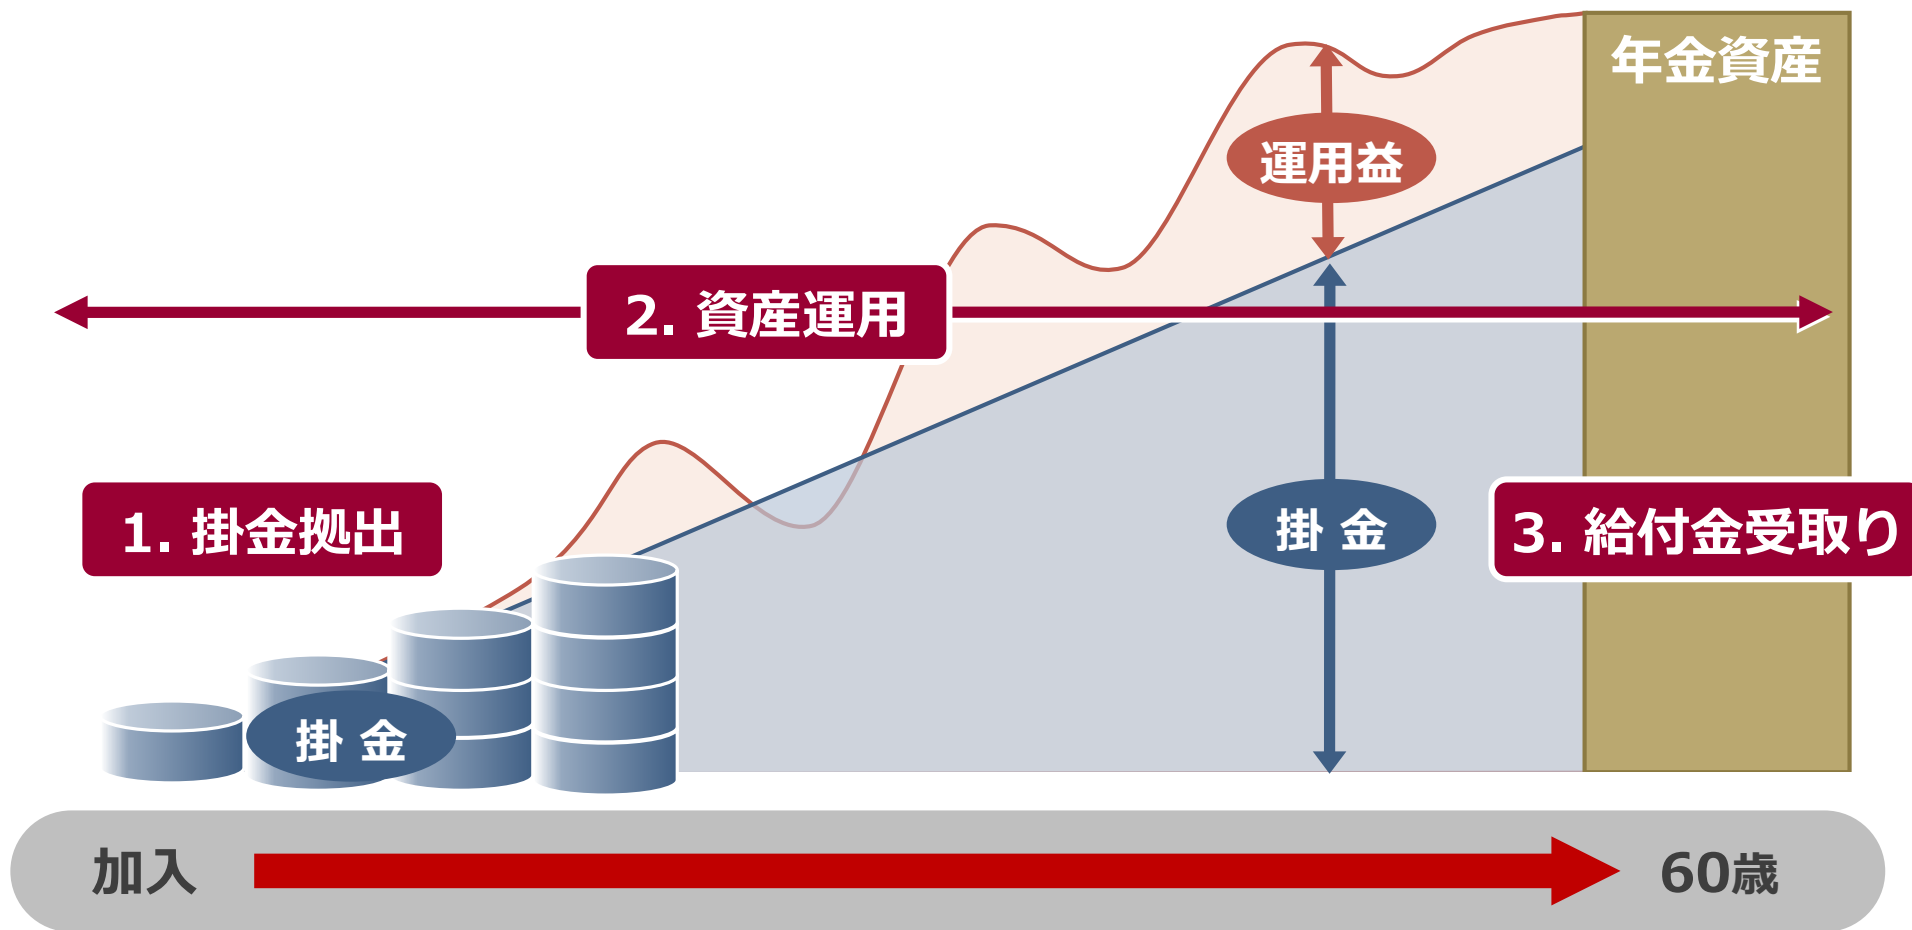 年金資産
運用益
2. 資産運用
1. 掛金拠出
掛 金
3. 給付金受取り
掛 金
加入
60歳